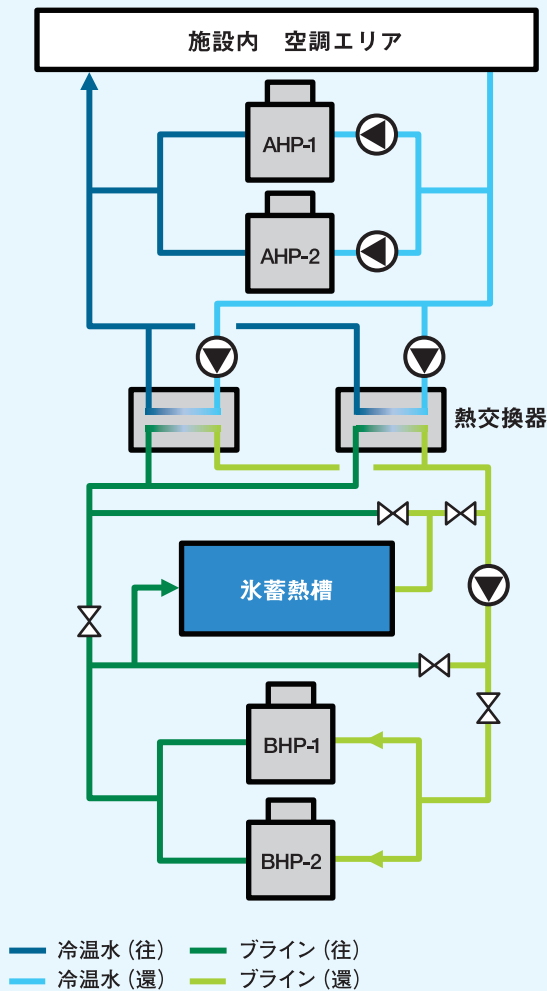 施設内 空調エリア
AHP-1
AHP-2
熱交換器
氷蓄熱槽
BHP-1
BHP-2
冷温水（往） ブライン（往）
冷温水（還） ブライン（還）